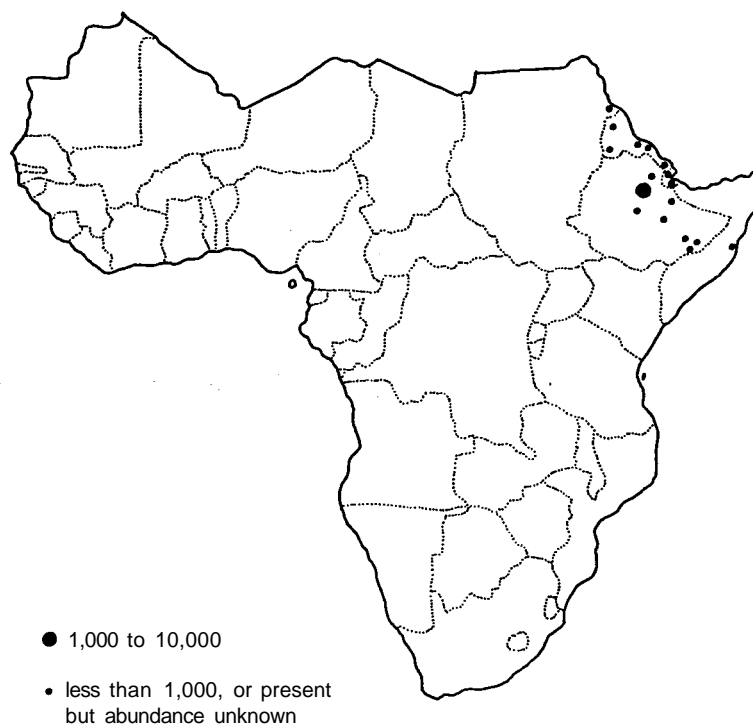 1,000 to 10,000
less than 1,000, or present
but abundance unknown